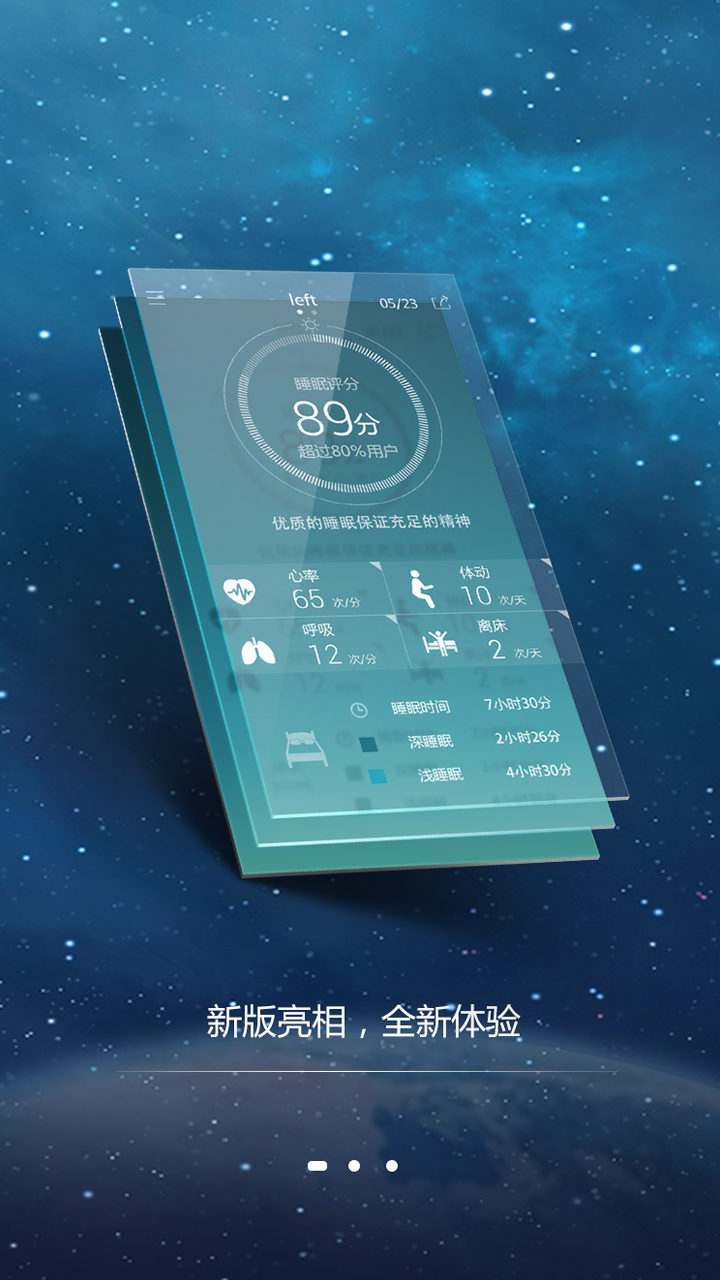 left 05/23
睡眠评分
89分
超过80%用户
优质的睡眠保证充足的精神
心率 体动
65 次/分 10 次/天
呼吸 离床
12 次/分 2 次/天
睡眠时间 7小时30分
深睡眠 2小时26分
浅睡眠 4小时30分
新版亮相，全新体验